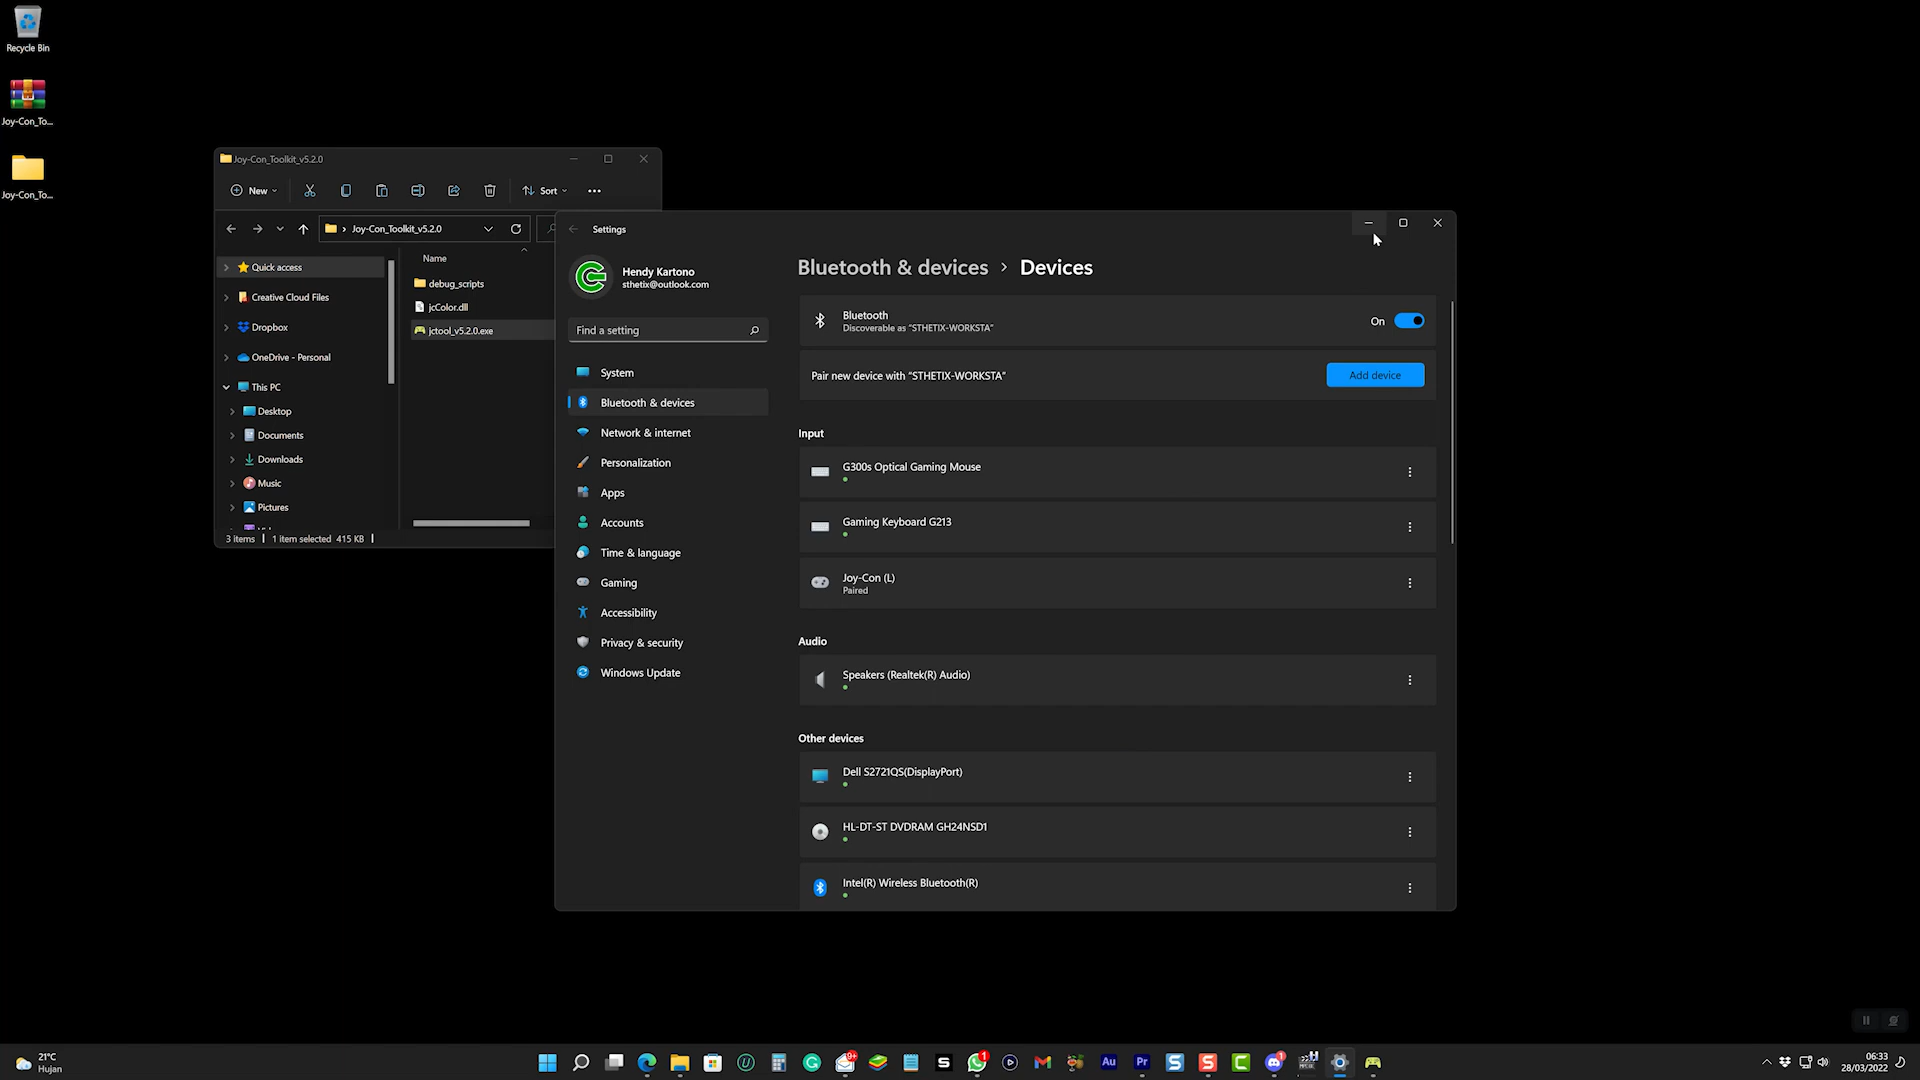 Recycle Bin
Joy-Con_To...
Joy-Con_To...
Joy-Con_Toolkit_v5.2.0
New
Sort
Joy-Con_Toolkit_v5.2.0
Quick access
Creative Cloud Files
Dropbox
OneDrive - Personal
This PC
Desktop
Documents
Downloads
Music
Pictures
Name
debug_scripts
jcColor.dll
jctool_v5.2.0.exe
3 items
1 item selected 415 KB
Settings
Hendy Kartono
sthetix@outlook.com
Find a setting
System
Bluetooth & devices
Network & internet
Personalization
Apps
Accounts
Time & language
Gaming
Accessibility
Privacy & security
Windows Update
Bluetooth & devices › Devices
Bluetooth
Discoverable as "STHETIX-WORKSTA"
On
Pair new device with "STHETIX-WORKSTA"
Add device
Input
G300s Optical Gaming Mouse
Gaming Keyboard G213
Joy-Con (L)
Paired
Audio
Speakers (Realtek(R) Audio)
Other devices
Dell S2721QS(DisplayPort)
HL-DT-ST DVDRAM GH24NSD1
Intel(R) Wireless Bluetooth(R)
21°C
Hujan
9+
1
Au
Pr
1
06:33
28/03/2022